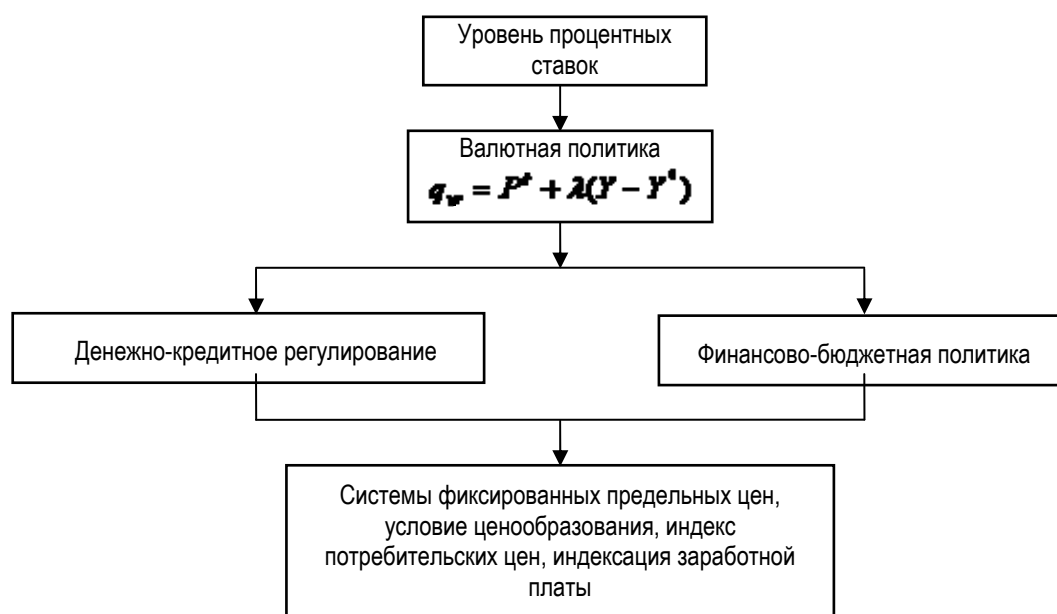 Уровень процентных
ставок
Валютная политика
q_w = P^e + λ(Y − Y^*)
Денежно-кредитное регулирование
Финансово-бюджетная политика
Системы фиксированных предельных цен,
условие ценообразования, индекс
потребительских цен, индексация заработной
платы